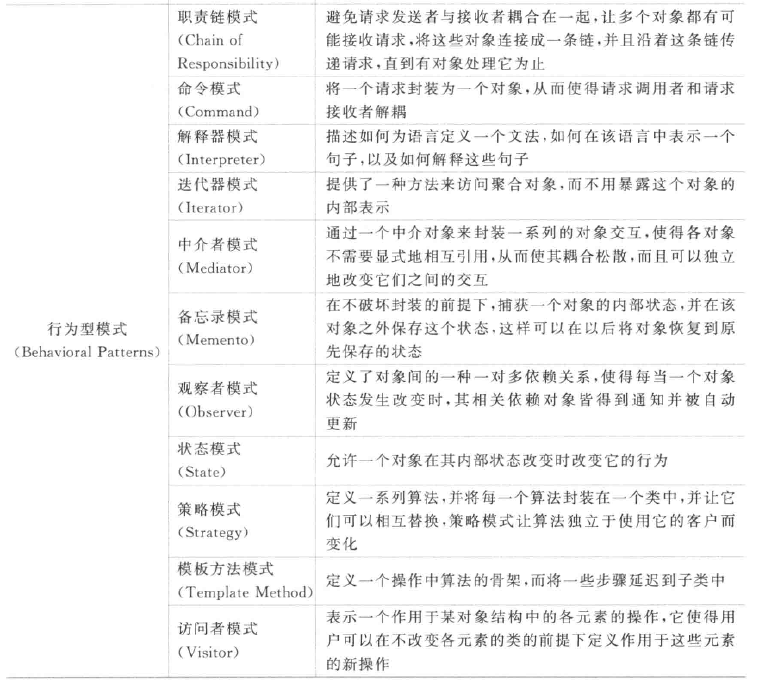 行为型模式
(Behavioral Patterns)
职责链模式
(Chain of
Responsibility)
避免请求发送者与接收者耦合在一起,让多个对象都有可
能接收请求,将这些对象连接成一条链,并且沿着这条链传
递请求,直到有对象处理它为止
命令模式
(Command)
将一个请求封装为一个对象,从而使得请求调用者和请求
接收者解耦
解释器模式
(Interpreter)
描述如何为语言定义一个文法,如何在该语言中表示一个
句子,以及如何解释这些句子
迭代器模式
(Iterator)
提供了一种方法来访问聚合对象,而不用暴露这个对象的
内部表示
中介者模式
(Mediator)
通过一个中介对象来封装一系列的对象交互,使得各对象
不需要显式地相互引用,从而使其耦合松散,而且可以独立
地改变它们之间的交互
备忘录模式
(Memento)
在不破坏封装的前提下,捕获一个对象的内部状态,并在该
对象之外保存这个状态,这样可以在以后将对象恢复到原
先保存的状态
观察者模式
(Observer)
定义了对象间的一种一对多依赖关系,使得每当一个对象
状态发生改变时,其相关依赖对象皆得到通知并被自动
更新
状态模式
(State)
允许一个对象在其内部状态改变时改变它的行为
策略模式
(Strategy)
定义一系列算法,并将每一个算法封装在一个类中,并让它
们可以相互替换,策略模式让算法独立于使用它的客户而
变化
模板方法模式
(Template Method)
定义一个操作中算法的骨架,而将一些步骤延迟到子类中
访问者模式
(Visitor)
表示一个作用于某对象结构中的各元素的操作,它使得用
户可以在不改变各元素的类的前提下定义作用于这些元素
的新操作